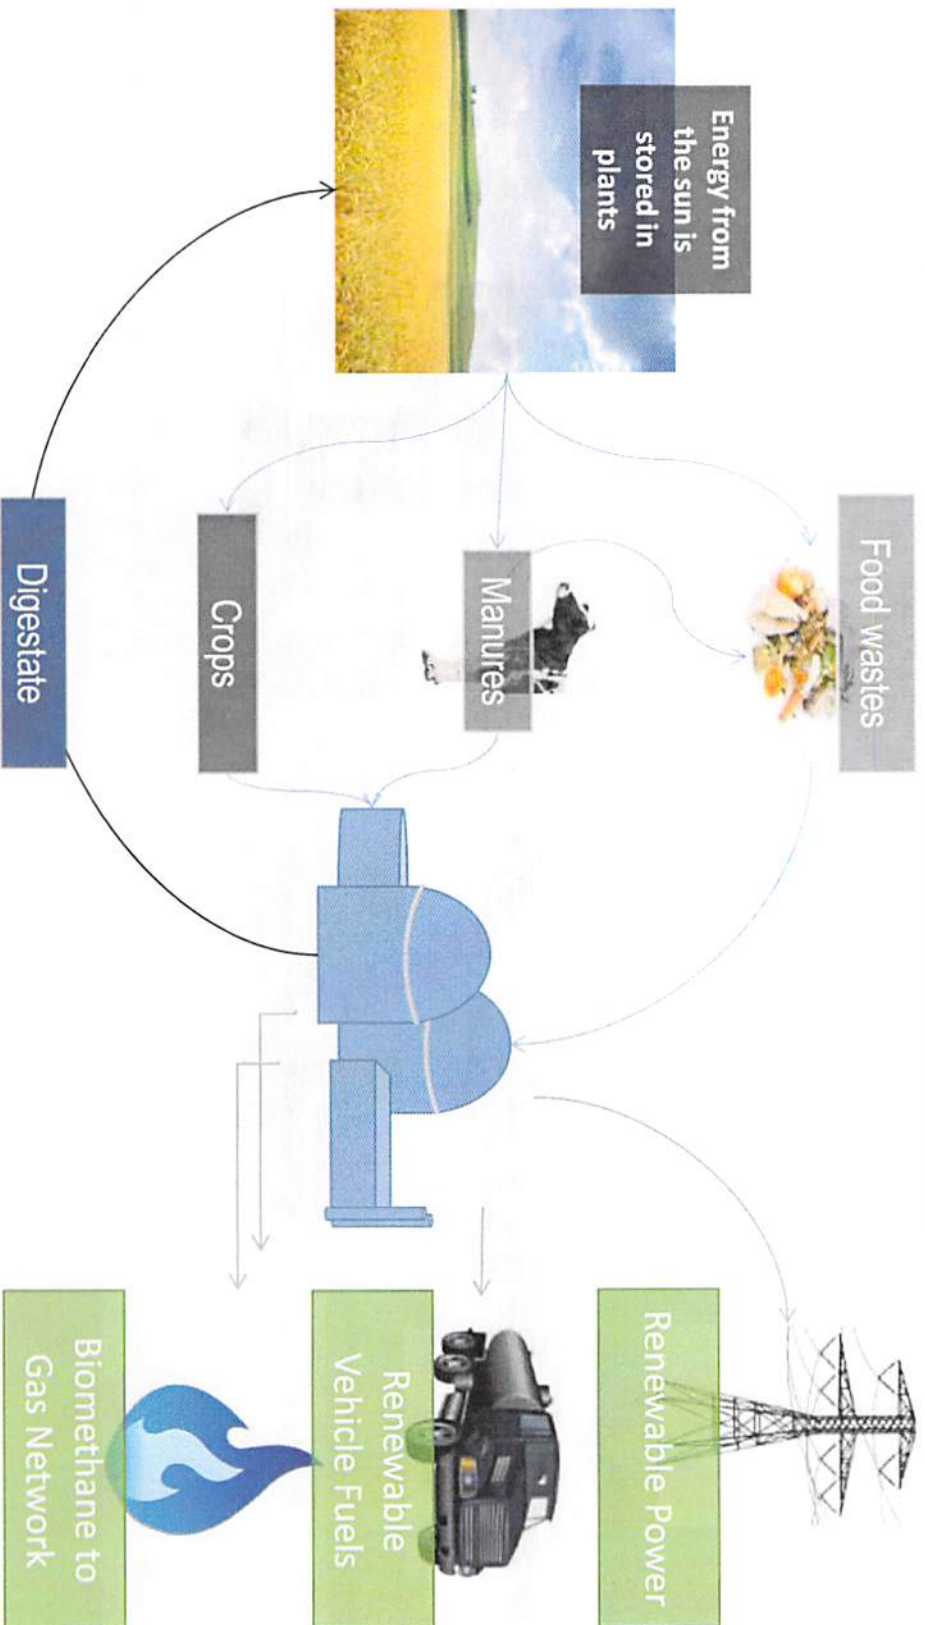 Energy from
the sun is
stored in
plants
Food wastes
Manures
Crops
Digestate
Renewable Power
Renewable
Vehicle Fuels
Biomethane to
Gas Network